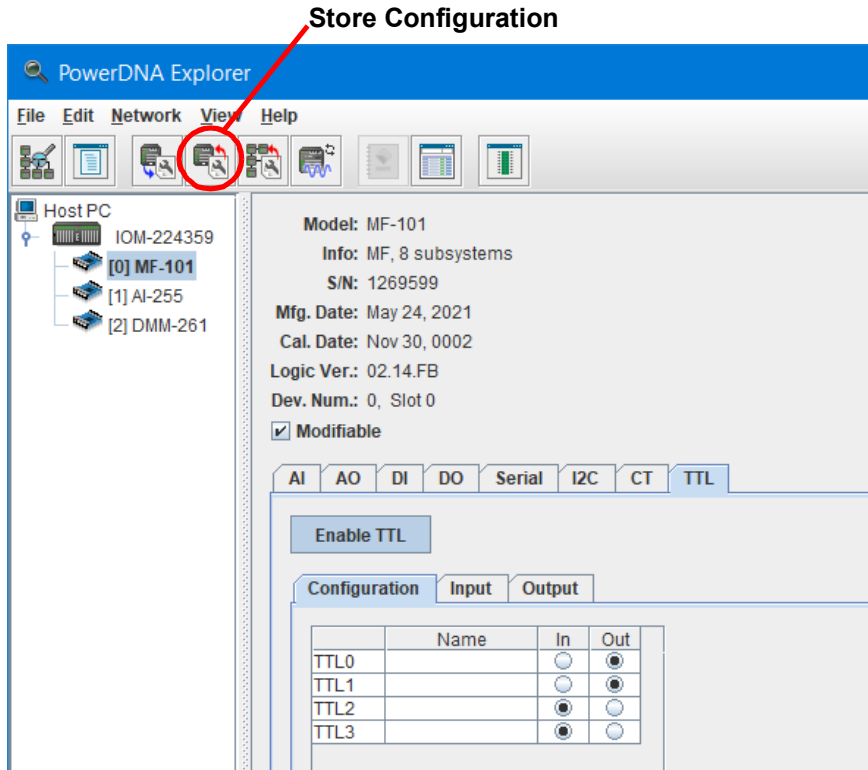 Store Configuration
PowerDNA Explorer
File Edit Network View Help
Host PC
IOM-224359
[0] MF-101
[1] AI-255
[2] DMM-261
Model: MF-101
Info: MF, 8 subsystems
S/N: 1269599
Mfg. Date: May 24, 2021
Cal. Date: Nov 30, 0002
Logic Ver.: 02.14.FB
Dev. Num.: 0, Slot 0
Modifiable
AI AO DI DO Serial I2C CT TTL
Enable TTL
Configuration Input Output
Name In Out
TTL0
TTL1
TTL2
TTL3